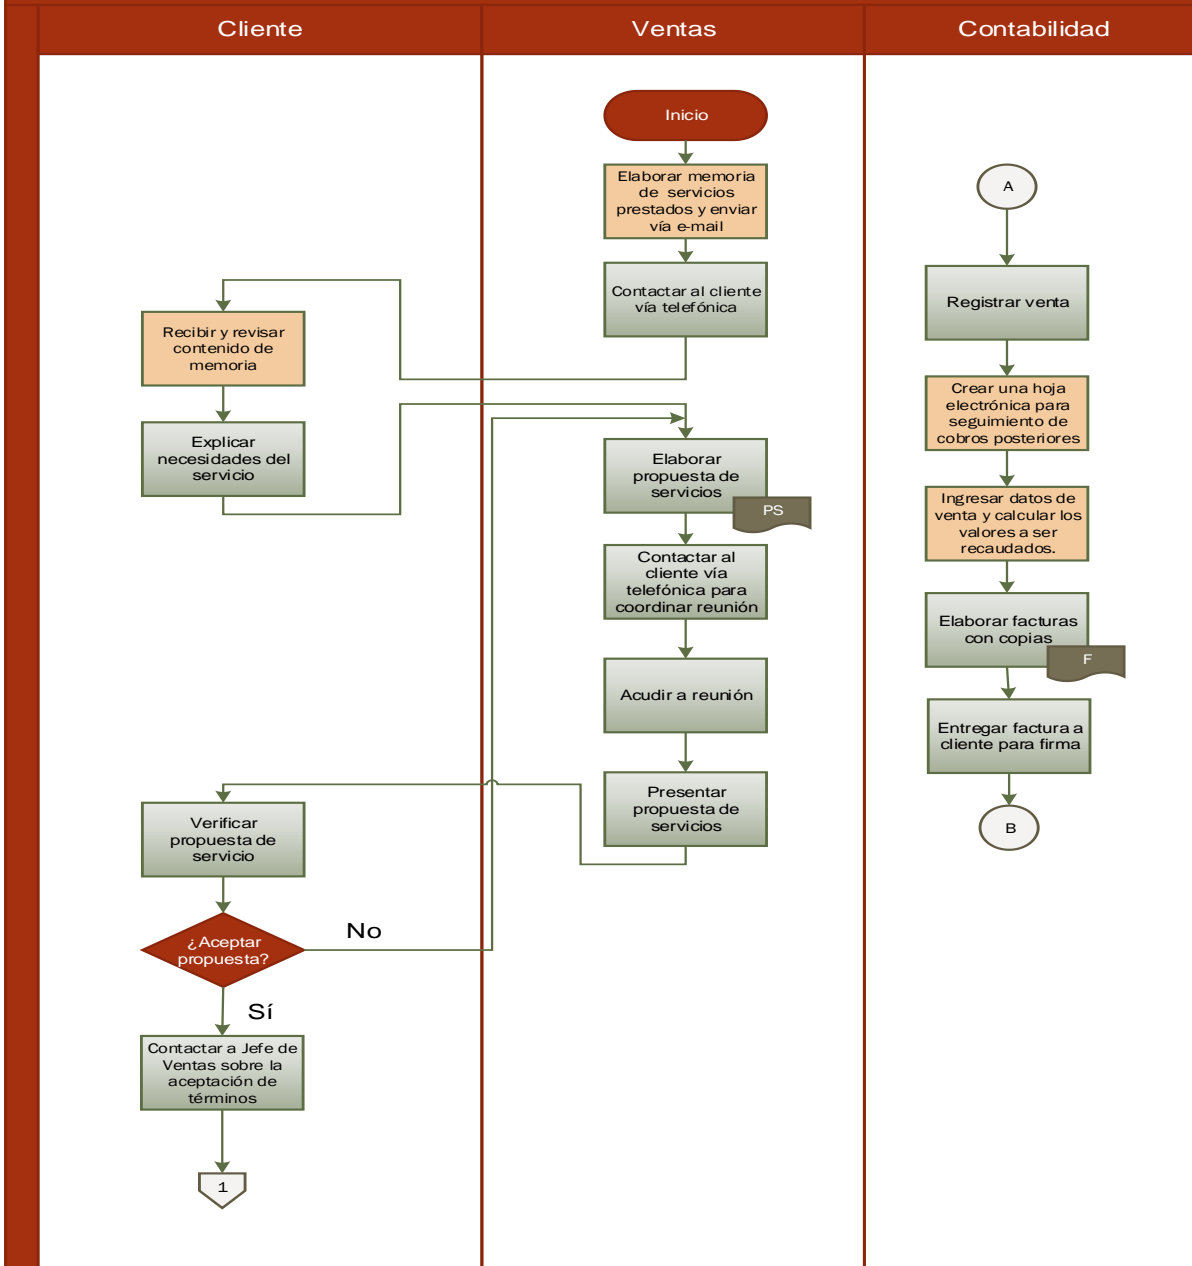 Cliente
Ventas
Contabilidad
Inicio
Elaborar memoria
de servicios
prestados y enviar
vía e-mail
Contactar al cliente
vía telefónica
Recibir y revisar
contenido de
memoria
Explicar
necesidades del
servicio
Elaborar
propuesta de
servicios
PS
Contactar al
cliente vía
telefónica para
coordinar reunión
Acudir a reunión
Presentar
propuesta de
servicios
Verificar
propuesta de
servicio
¿Aceptar
propuesta?
No
Sí
Contactar a Jefe de
Ventas sobre la
aceptación de
términos
1
A
Registrar venta
Crear una hoja
electrónica para
seguimiento de
cobros posteriores
Ingresar datos de
venta y calcular los
valores a ser
recaudados.
Elaborar facturas
con copias
F
Entregar factura a
cliente para firma
B